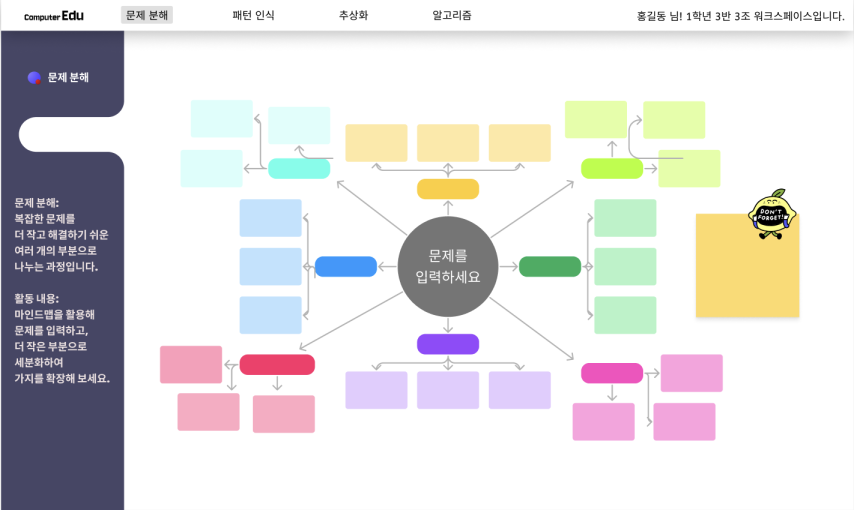 Computer Edu 문제 분해 패턴 인식 추상화 알고리즘 홍길동 님! 1학년 3반 3조 워크스페이스입니다.
문제 분해
문제 분해:
복잡한 문제를
더 작고 해결하기 쉬운
여러 개의 부분으로
나누는 과정입니다.
활동 내용:
마인드맵을 활용해
문제를 입력하고,
더 작은 부분으로
세분화하여
가지를 확장해 보세요.
문제를
입력하세요
DON'T
FORGET!!